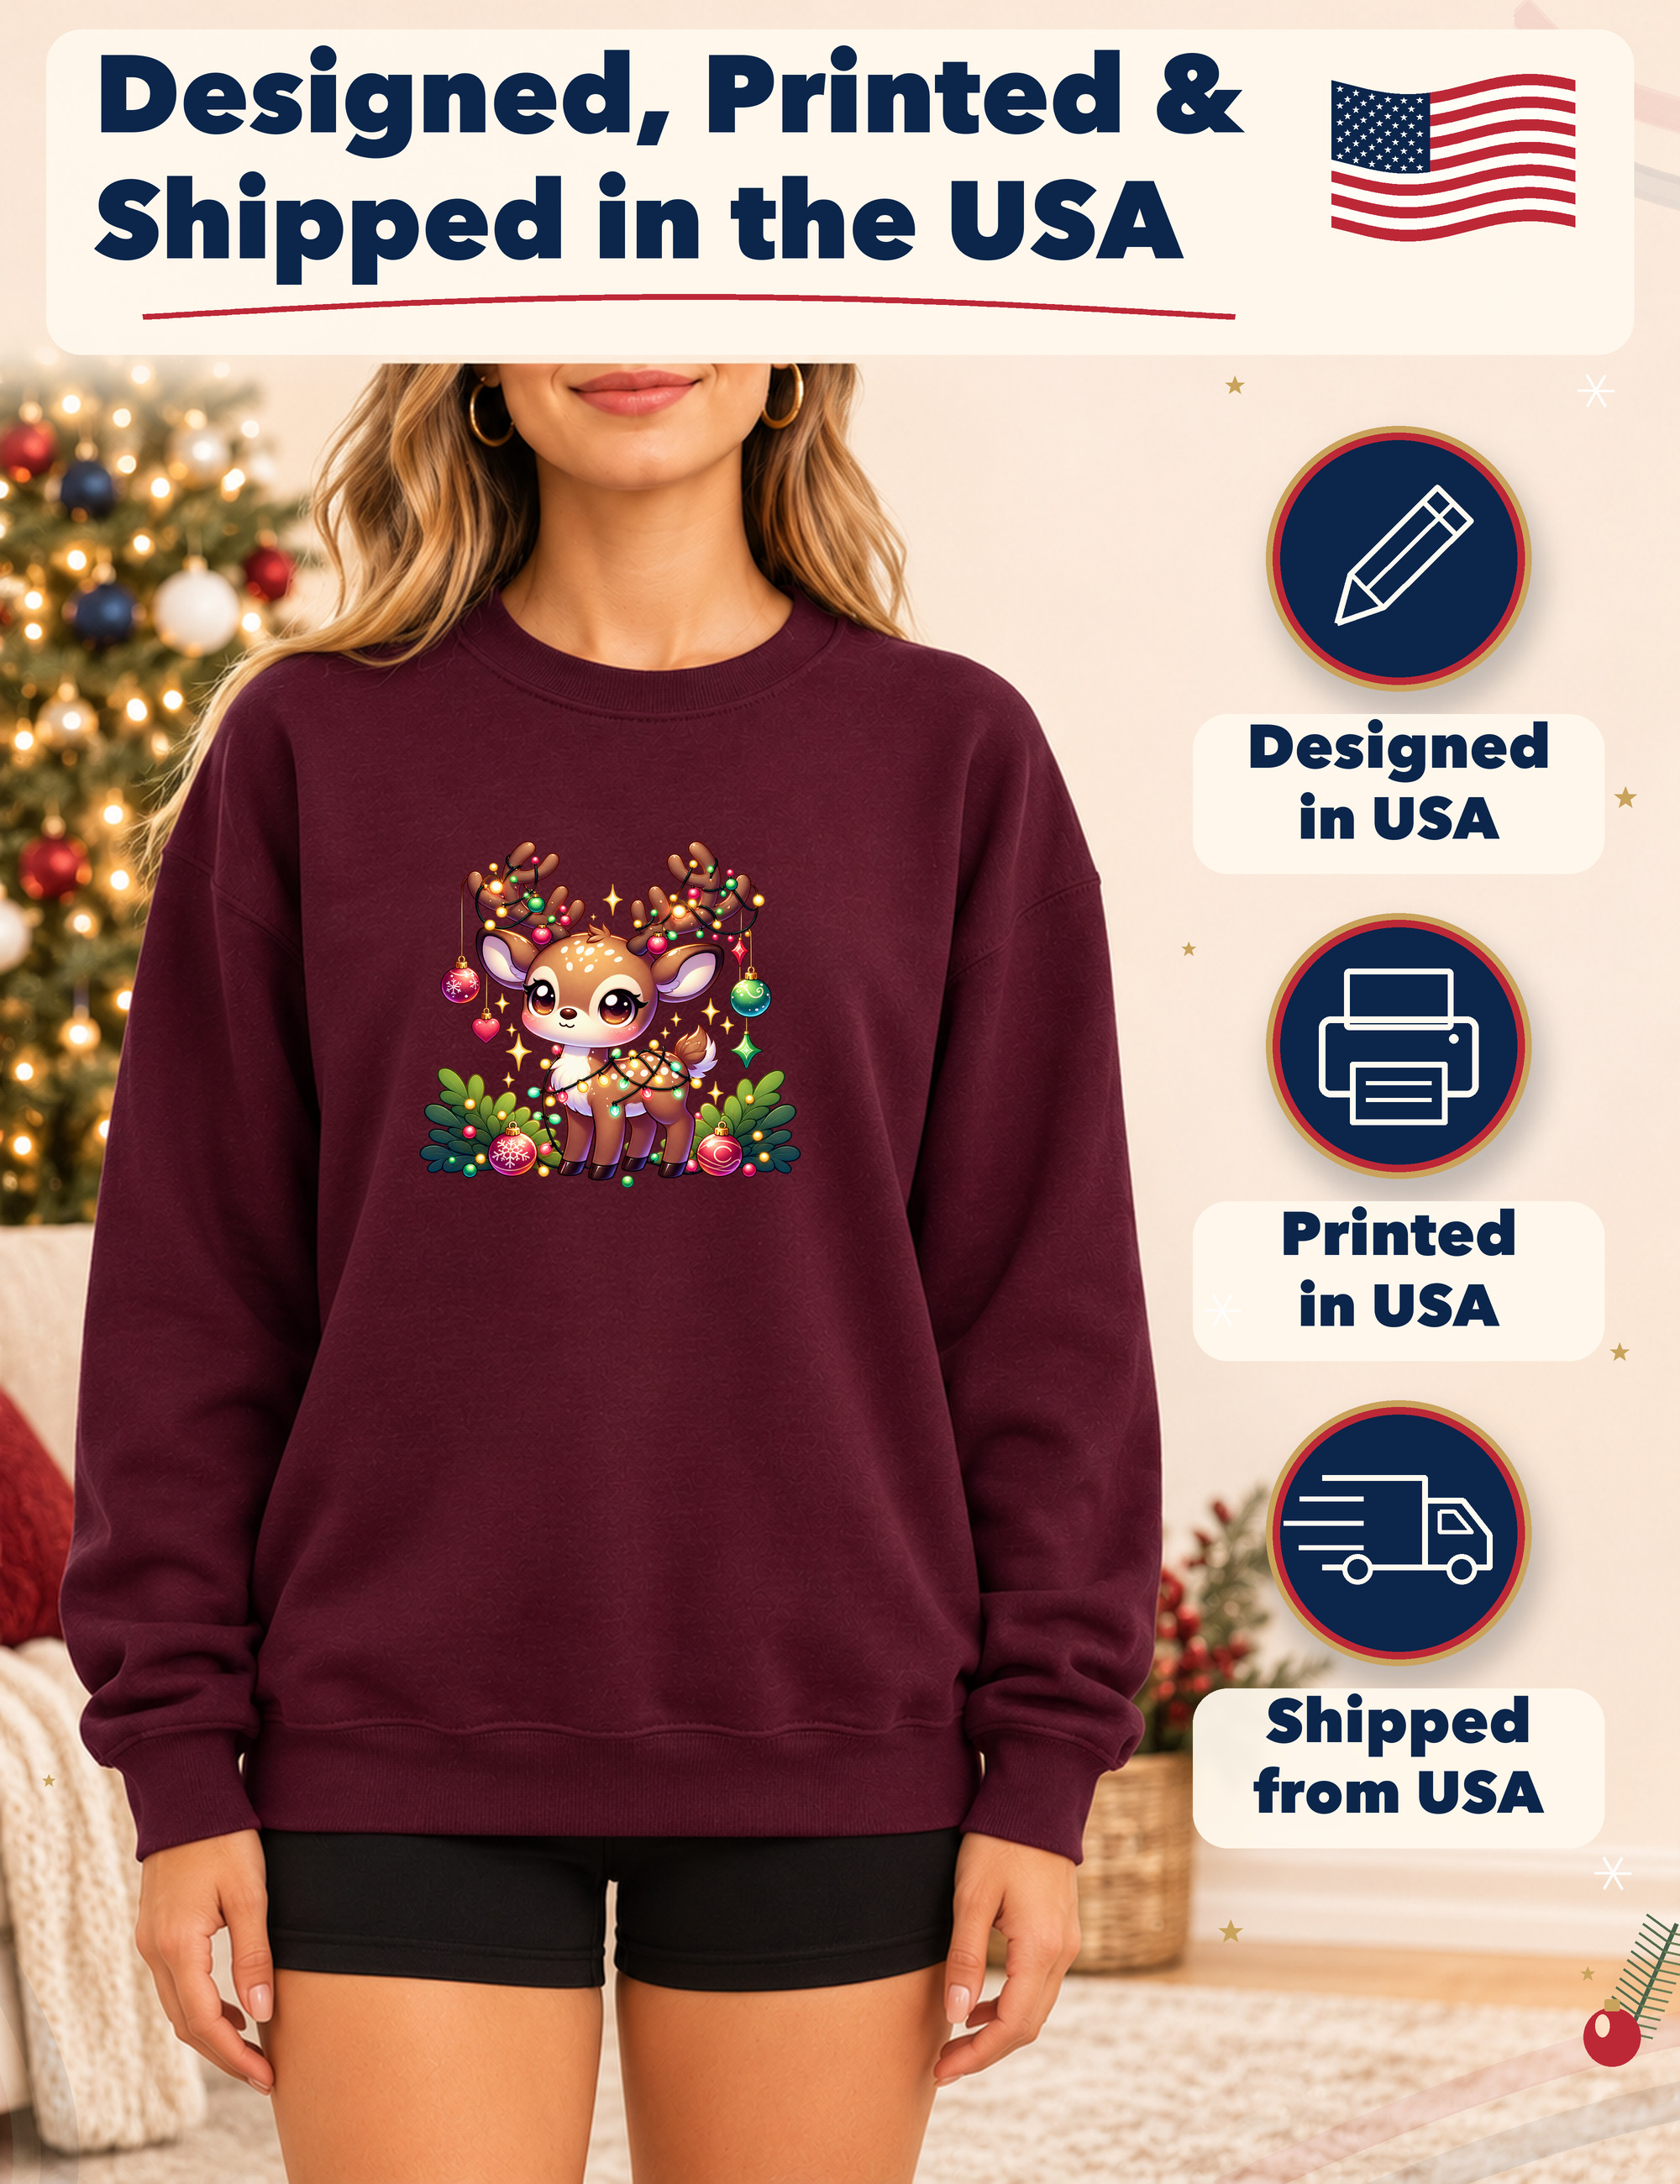 Designed, Printed &
Shipped in the USA
Designed
in USA
Printed
in USA
Shipped
from USA